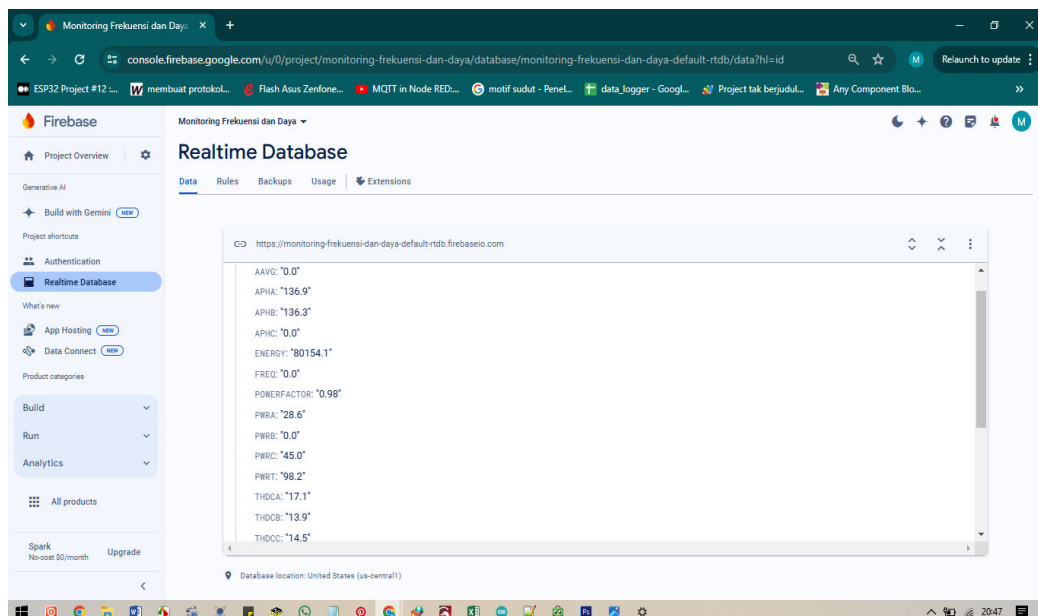 Monitoring Frekuensi dan Daya
console.firebase.google.com/u/0/project/monitoring-frekuensi-dan-daya/database/monitoring-frekuensi-dan-daya-default-rtdb/data?hl=id
M
Relaunch to update
ESP32 Project #12 :...
membuat protokol...
Flash Asus Zenfone...
MQTT in Node RED:...
motif sudut - Penel...
data_logger - Googl...
Project tak berjudul...
Any Component Blo...
Firebase
Monitoring Frekuensi dan Daya
M
Project Overview
Realtime Database
Data Rules Backups Usage Extensions
Generative AI
Build with Gemini NEW
Project shortcuts
Authentication
Realtime Database
What's new
App Hosting NEW
Data Connect NEW
Product categories
Build
Run
Analytics
All products
Spark
No-cost $0/month
Upgrade
https://monitoring-frekuensi-dan-daya-default-rtdb.firebaseio.com
AAVG: "0.0"
APHA: "136.9"
APHB: "136.3"
APHC: "0.0"
ENERGY: "80154.1"
FREQ: "0.0"
POWERFACTOR: "0.98"
PWRA: "28.6"
PWRB: "0.0"
PWRC: "45.0"
PWRT: "98.2"
THDCA: "17.1"
THDCB: "13.9"
THDCC: "14.5"
Database location: United States (us-central1)
20:47